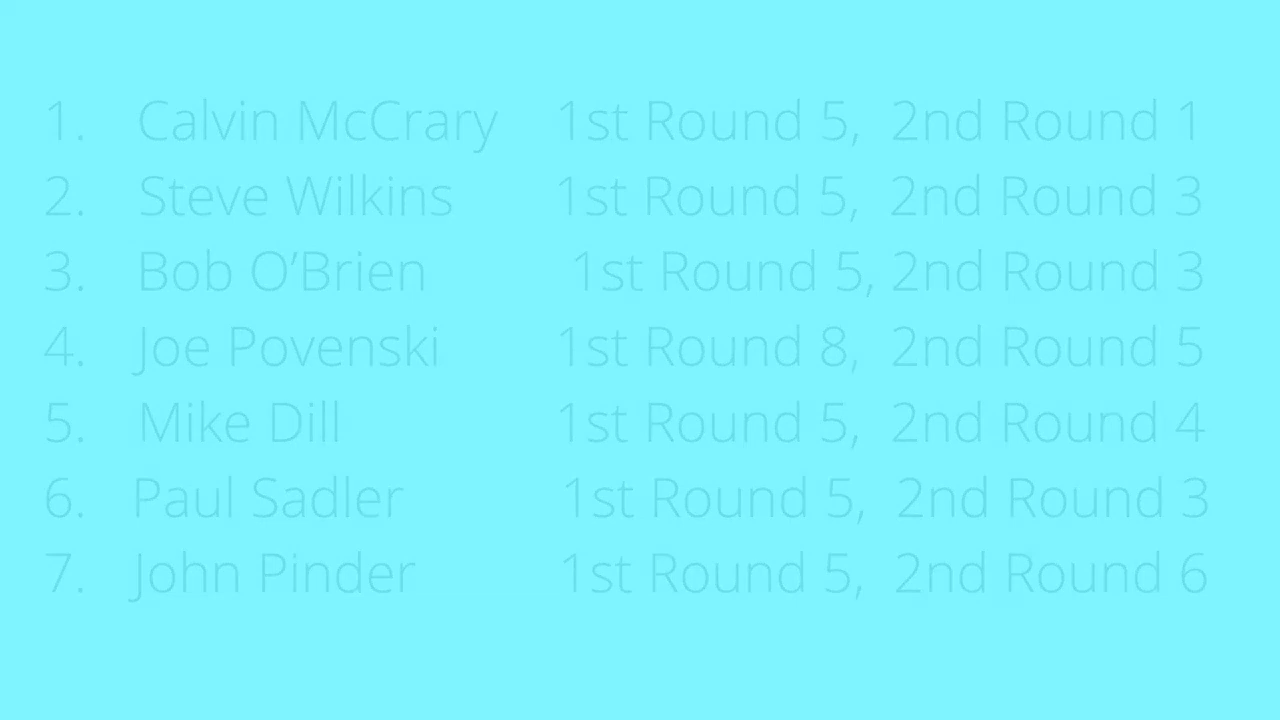 1. Calvin McCrary 1st Round 5, 2nd Round 1
2. Steve Wilkins 1st Round 5, 2nd Round 3
3. Bob O’Brien 1st Round 5, 2nd Round 3
4. Joe Povenski 1st Round 8, 2nd Round 5
5. Mike Dill 1st Round 5, 2nd Round 4
6. Paul Sadler 1st Round 5, 2nd Round 3
7. John Pinder 1st Round 5, 2nd Round 6